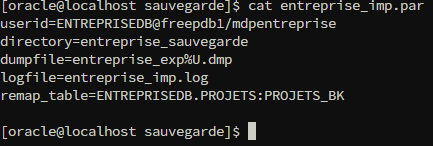 [oracle@localhost sauvegarde]$ cat entreprise_imp.par
userid=ENTREPRISEDB@freepdb1/mdpentreprise
directory=entreprise_sauvegarde
dumpfile=entreprise_exp%U.dmp
logfile=entreprise_imp.log
remap_table=ENTREPRISEDB.PROJETS:PROJETS_BK
[oracle@localhost sauvegarde]$